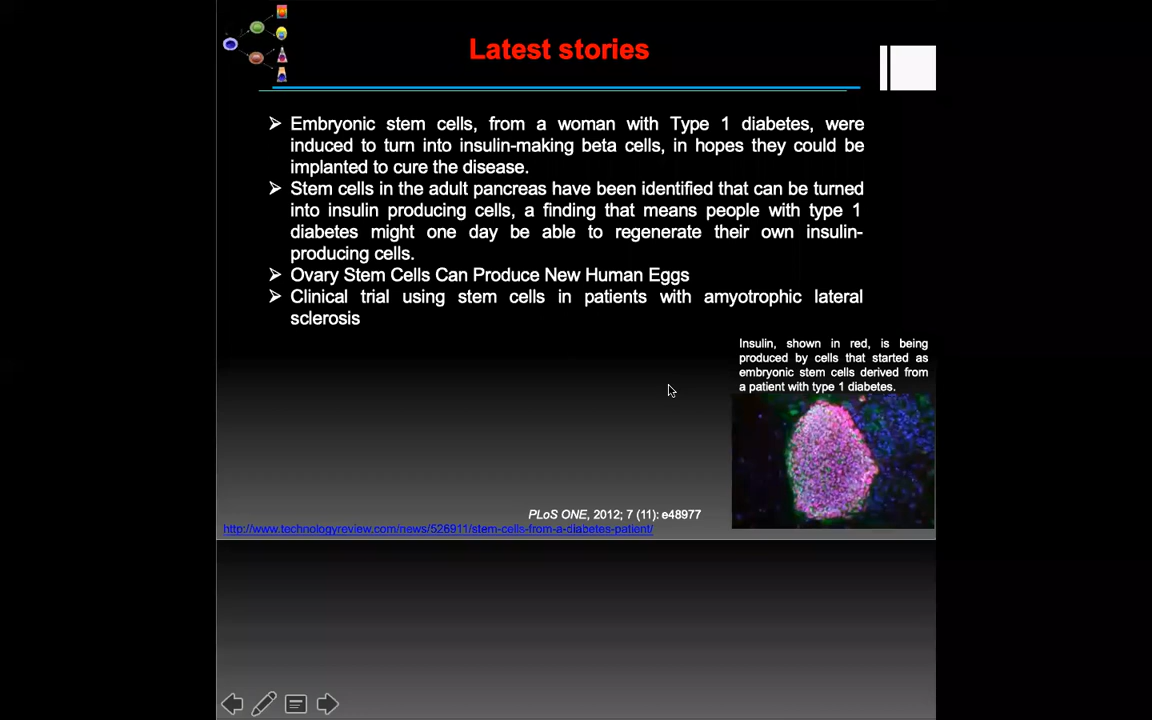 Latest stories
➢ Embryonic stem cells, from a woman with Type 1 diabetes, were
induced to turn into insulin-making beta cells, in hopes they could be
implanted to cure the disease.
➢ Stem cells in the adult pancreas have been identified that can be turned
into insulin producing cells, a finding that means people with type 1
diabetes might one day be able to regenerate their own insulin-
producing cells.
➢ Ovary Stem Cells Can Produce New Human Eggs
➢ Clinical trial using stem cells in patients with amyotrophic lateral
sclerosis
Insulin, shown in red, is being
produced by cells that started as
embryonic stem cells derived from
a patient with type 1 diabetes.
PLoS ONE, 2012; 7 (11): e48977
http://www.technologyreview.com/news/526911/stem-cells-from-a-diabetes-patient/